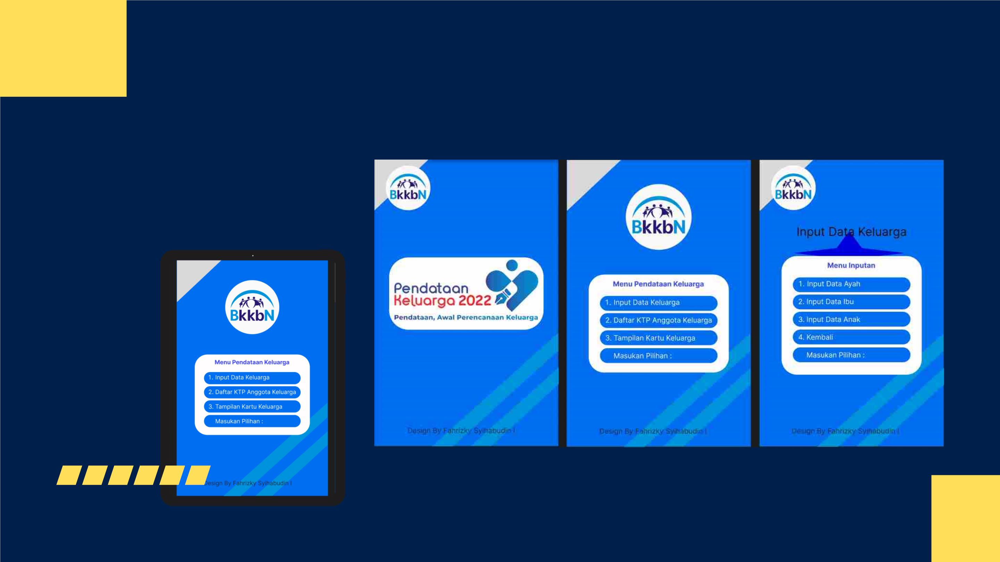 BkkbN
Menu Pendataan Keluarga
1. Input Data Keluarga
2. Daftar KTP Anggota Keluarga
3. Tampilan Kartu Keluarga
Masukan Pilihan :
Design By Fahrizky Syihabudin I
BkkbN
Pendataan
Keluarga 2022
Pendataan, Awal Perencanaan Keluarga
Design By Fahrizky Syihabudin I
BkkbN
Menu Pendataan Keluarga
1. Input Data Keluarga
2. Daftar KTP Anggota Keluarga
3. Tampilan Kartu Keluarga
Masukan Pilihan :
Design By Fahrizky Syihabudin I
BkkbN
Input Data Keluarga
Menu Inputan
1. Input Data Ayah
2. Input Data Ibu
3. Input Data Anak
4. Kembali
Masukan Pilihan :
Design By Fahrizky Syihabudin I